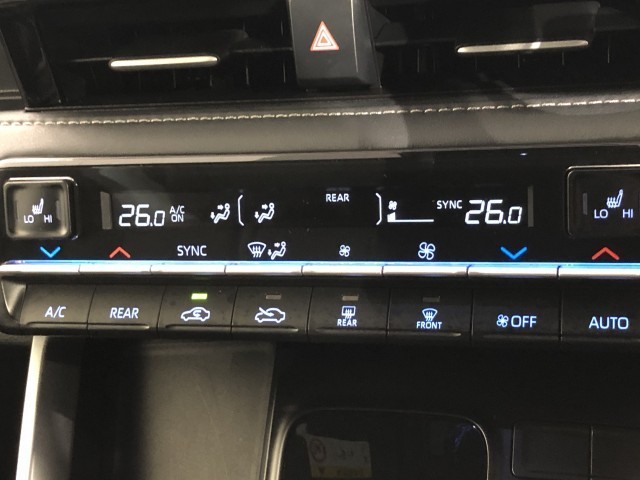 REAR
LO HI
26.0 A/C ON
SYNC 26.0
LO HI
SYNC
A/C
REAR
REAR
FRONT
OFF
AUTO